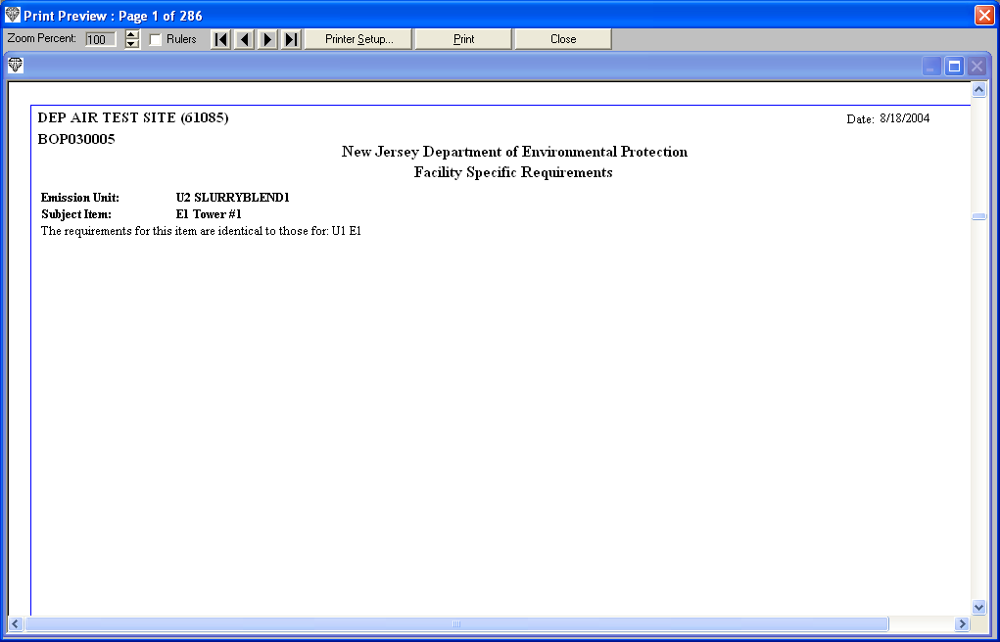 Print Preview : Page 1 of 286
Zoom Percent: 100 Rulers Printer Setup... Print Close
DEP AIR TEST SITE (61085) Date: 8/18/2004
BOP030005
New Jersey Department of Environmental Protection
Facility Specific Requirements
Emission Unit: U2 SLURRYBLEND1
Subject Item: E1 Tower #1
The requirements for this item are identical to those for: U1 E1